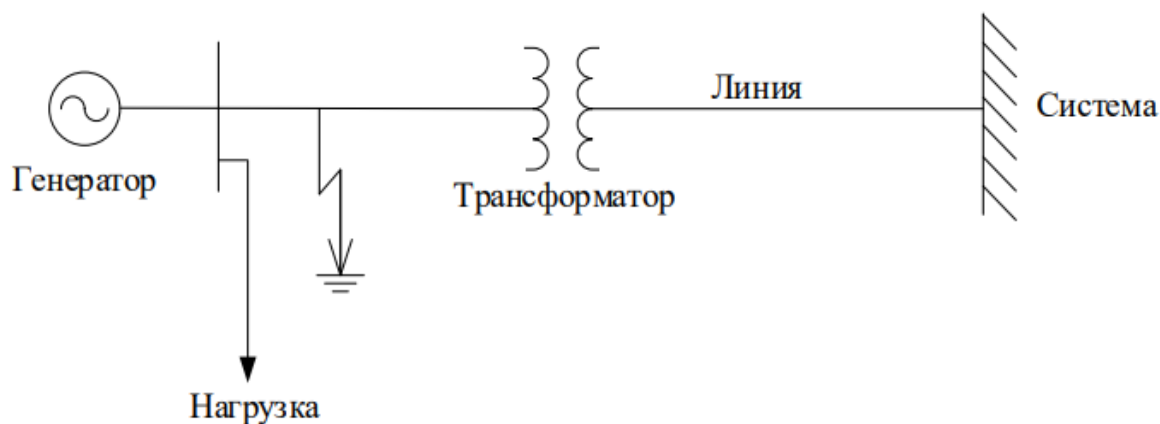 Генератор
Трансформатор
Линия
Система
Нагрузка